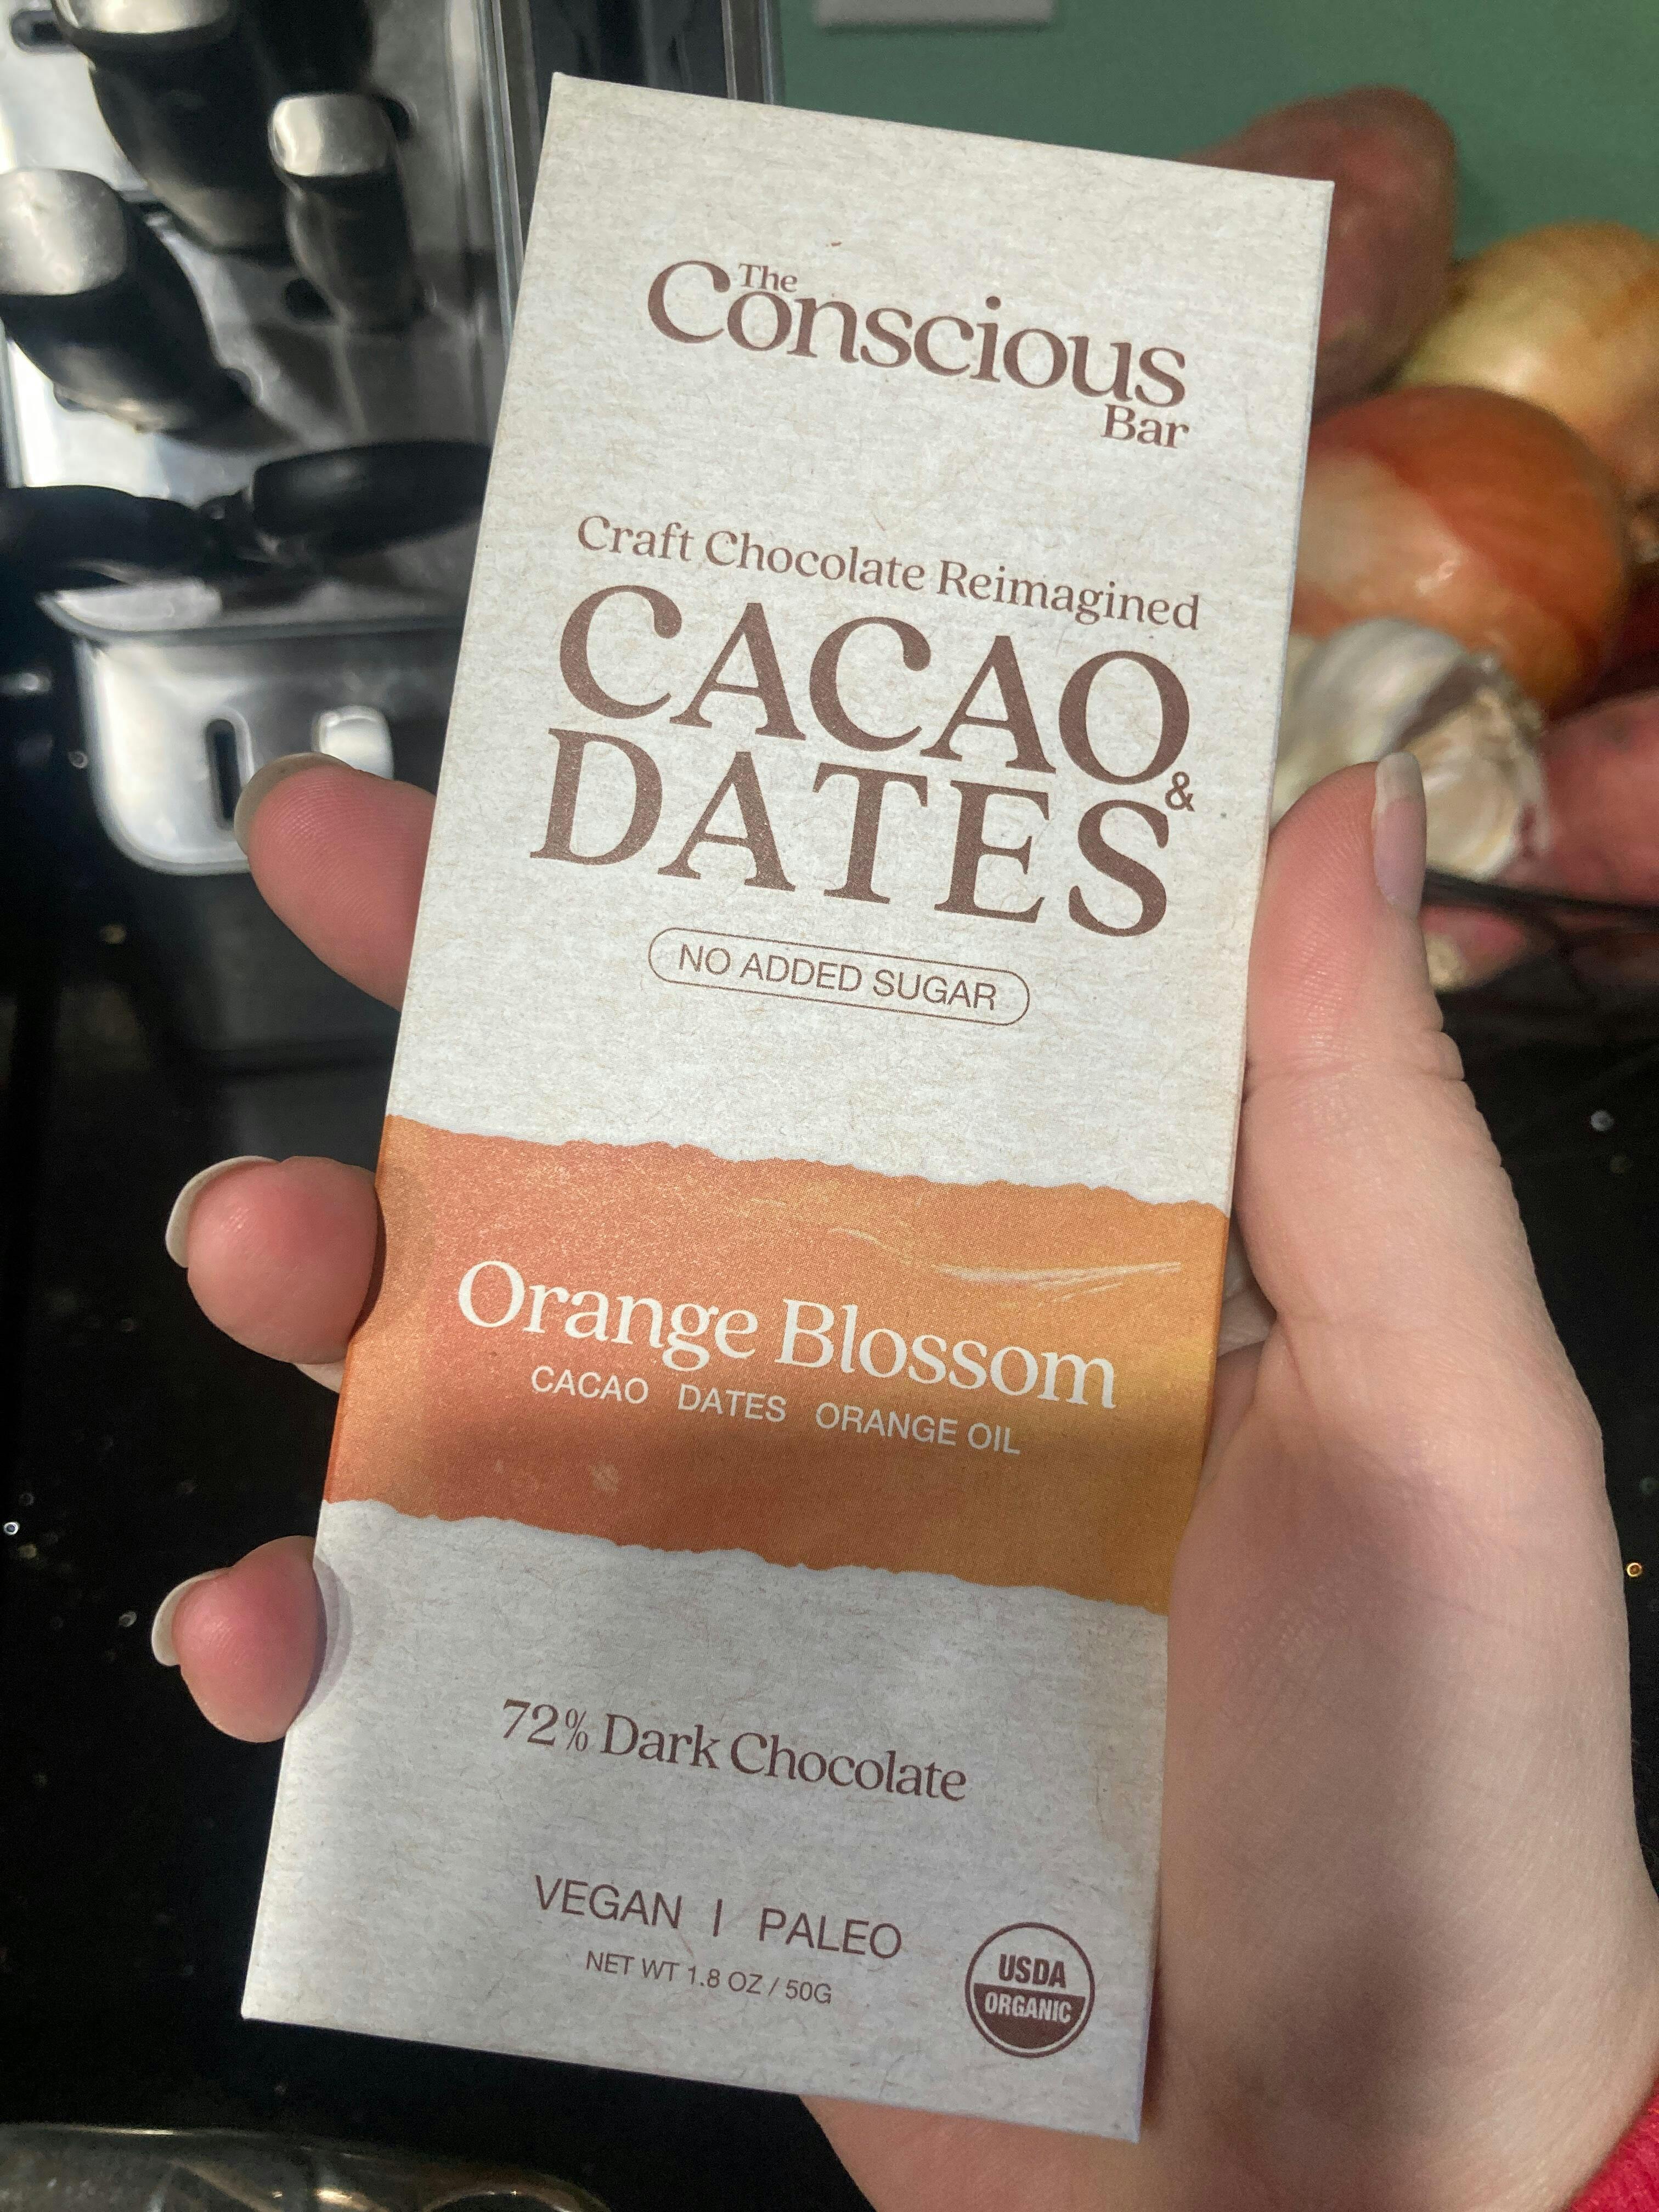 The
Conscious
Bar
Craft Chocolate Reimagined
CACAO
&
DATES
NO ADDED SUGAR
Orange Blossom
CACAO DATES ORANGE OIL
72% Dark Chocolate
VEGAN | PALEO
NET WT 1.8 OZ / 50G
USDA
ORGANIC